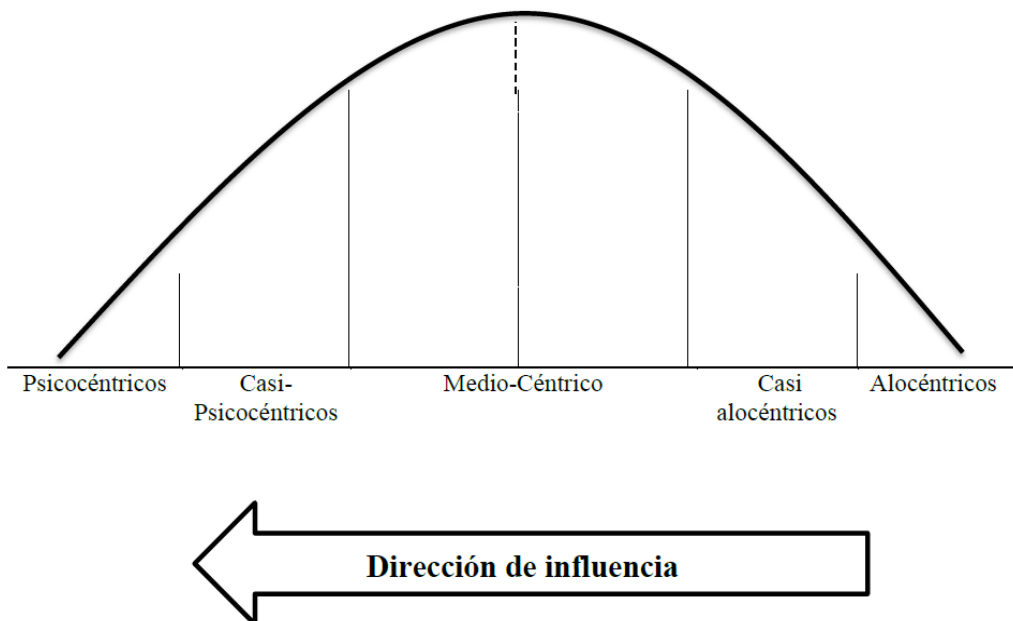 Psicocéntricos
Casi-
Psicocéntricos
Medio-Céntrico
Casi
alocéntricos
Alocéntricos
Dirección de influencia